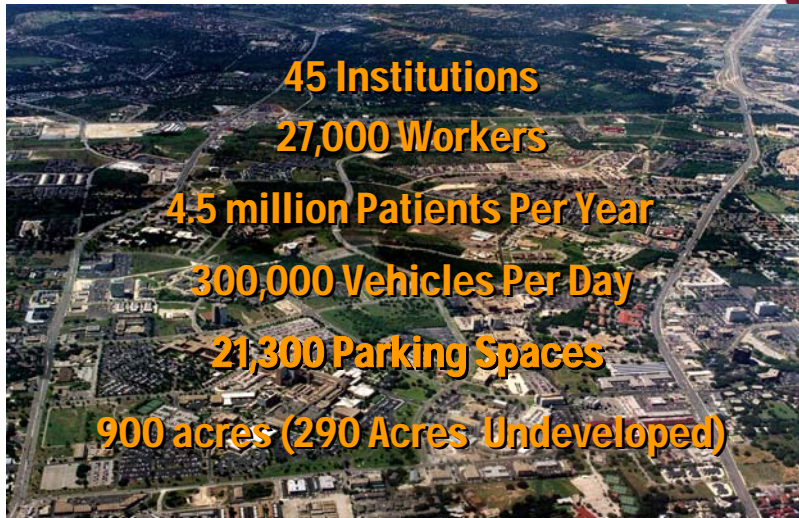 45 Institutions
27,000 Workers
4.5 million Patients Per Year
300,000 Vehicles Per Day
21,300 Parking Spaces
900 acres (290 Acres Undeveloped)